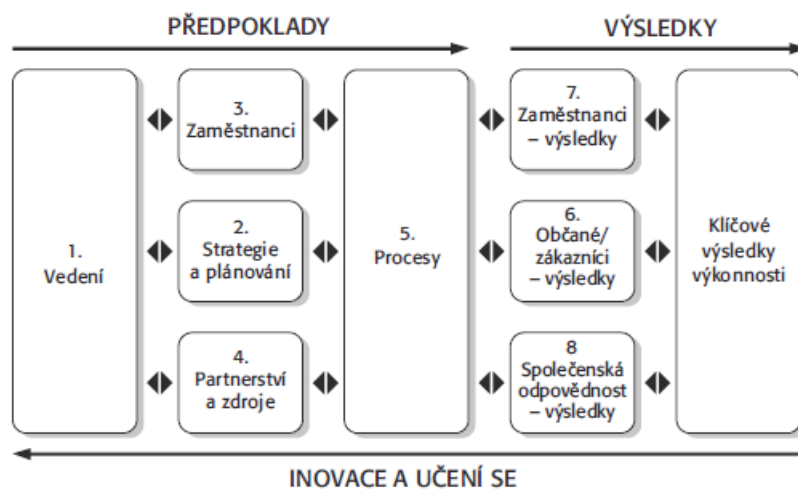 PŘEDPOKLADY
VÝSLEDKY
1.
Vedení
3.
Zaměstnanci
2.
Strategie
a plánování
4.
Partnerství
a zdroje
5.
Procesy
7.
Zaměstnanci
– výsledky
6.
Občané/
zákazníci
– výsledky
8
Společenská
odpovědnost
– výsledky
Klíčové
výsledky
výkonnosti
INOVACE A UČENÍ SE